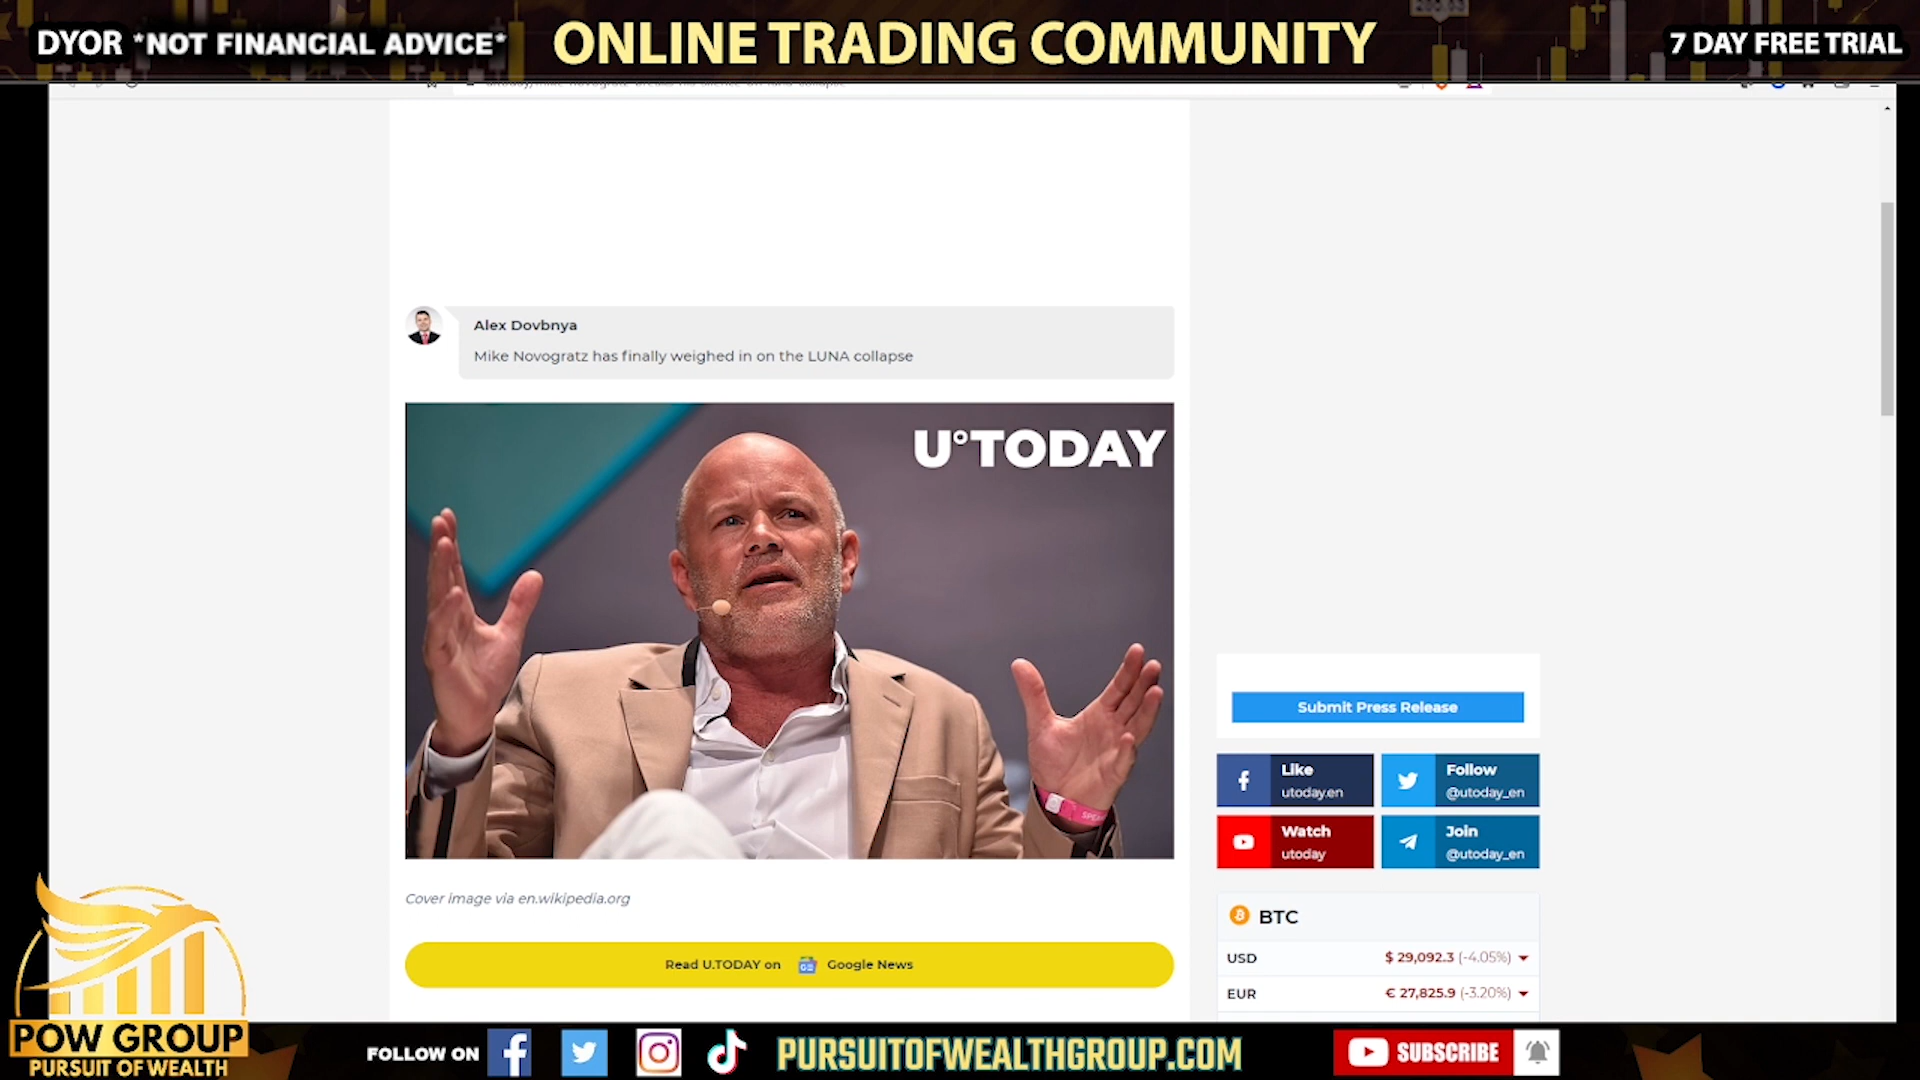 DYOR *NOT FINANCIAL ADVICE*
ONLINE TRADING COMMUNITY
7 DAY FREE TRIAL
Alex Dovbnya
Mike Novogratz has finally weighed in on the LUNA collapse
U°TODAY
Cover image via en.wikipedia.org
Read U.TODAY on Google News
Submit Press Release
Like
utoday.en
Follow
@utoday_en
Watch
utoday
Join
@utoday_en
BTC
USD $ 29,092.3 (-4.05%)
EUR € 27,825.9 (-3.20%)
POW GROUP
PURSUIT OF WEALTH
FOLLOW ON
PURSUITOFWEALTHGROUP.COM
SUBSCRIBE